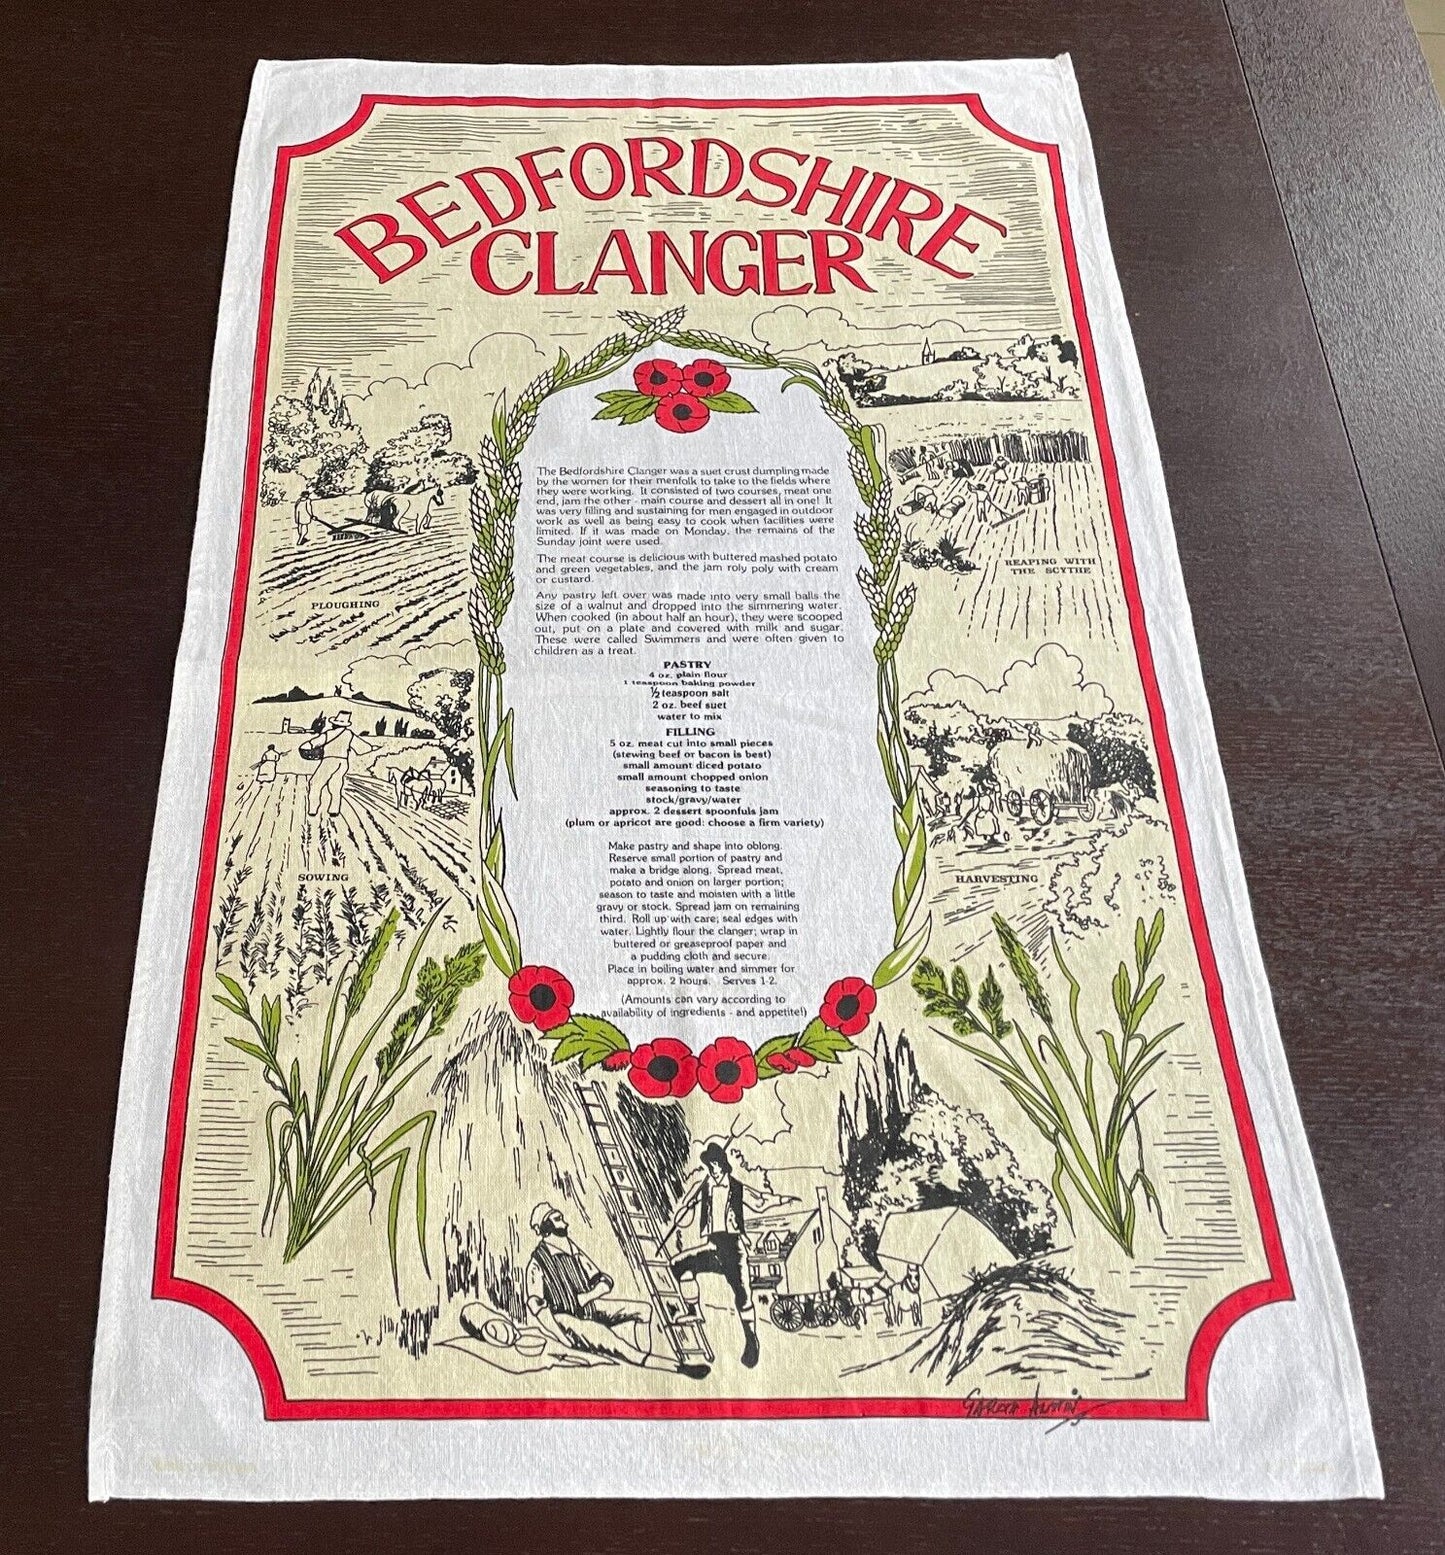 BEDFORDSHIRE
CLANGER
The Bedfordshire Clanger was a suet crust dumpling made
by the women for their menfolk to take to the fields where
they were working. It consisted of two courses, meat one
end, jam the other - main course and dessert all in one! It
was very filling and sustaining for men engaged in outdoor
work as well as being easy to cook when facilities were
limited. If it was made on Monday, the remains of the
Sunday joint were used.
The meat course is delicious with buttered mashed potato
and green vegetables, and the jam roly poly with cream
or custard.
Any pastry left over was made into very small balls the
size of a walnut and dropped into the simmering water.
When cooked (in about half an hour), they were scooped
out, put on a plate and covered with milk and sugar.
These were called Swimmers and were often given to
children as a treat.
PASTRY
4 oz. plain flour
1 teaspoon baking powder
½ teaspoon salt
2 oz. beef suet
water to mix
FILLING
5 oz. meat cut into small pieces
(stewing beef or bacon is best)
small amount diced potato
small amount chopped onion
seasoning to taste
stock/gravy/water
approx. 2 dessert spoonfuls jam
(plum or apricot are good: choose a firm variety)
Make pastry and shape into oblong.
Reserve small portion of pastry and
make a bridge along. Spread meat,
potato and onion on larger portion;
season to taste and moisten with a little
gravy or stock. Spread jam on remaining
third. Roll up with care; seal edges with
water. Lightly flour the clanger; wrap in
buttered or greaseproof paper and
a pudding cloth and secure.
Place in boiling water and simmer for
approx. 2 hours. Serves 1-2.
(Amounts can vary according to
availability of ingredients - and appetite!)
PLOUGHING
REAPING WITH
THE SCYTHE
SOWING
HARVESTING
GARETH